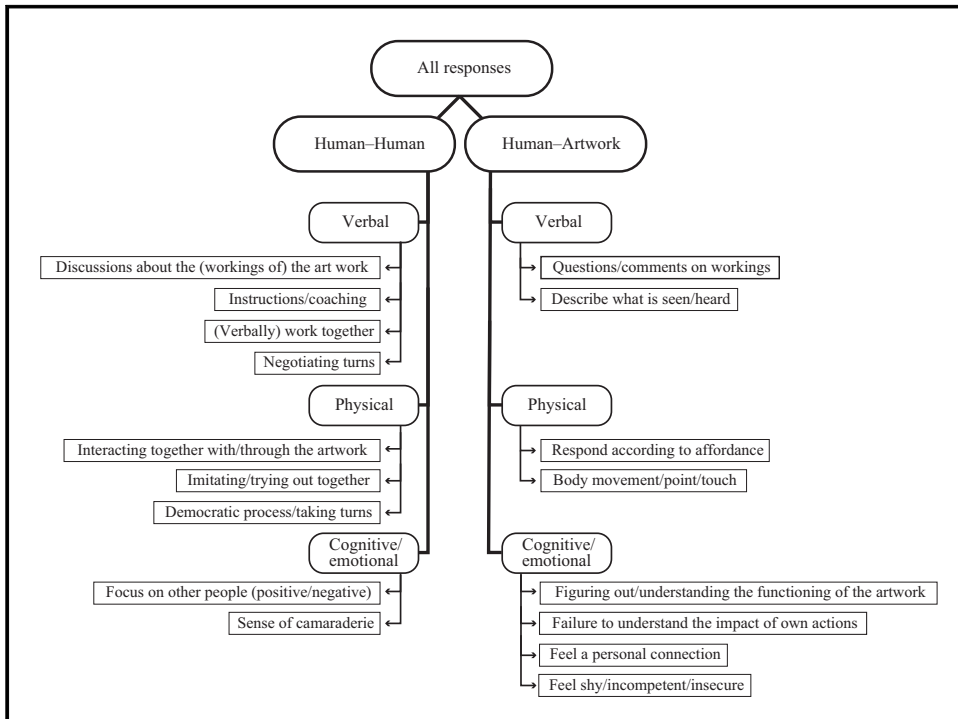 All responses
Human–Human
Human–Artwork
Verbal
Discussions about the (workings of) the art work
Instructions/coaching
(Verbally) work together
Negotiating turns
Physical
Interacting together with/through the artwork
Imitating/trying out together
Democratic process/taking turns
Cognitive/
emotional
Focus on other people (positive/negative)
Sense of camaraderie
Verbal
Questions/comments on workings
Describe what is seen/heard
Physical
Respond according to affordance
Body movement/point/touch
Cognitive/
emotional
Figuring out/understanding the functioning of the artwork
Failure to understand the impact of own actions
Feel a personal connection
Feel shy/incompetent/insecure